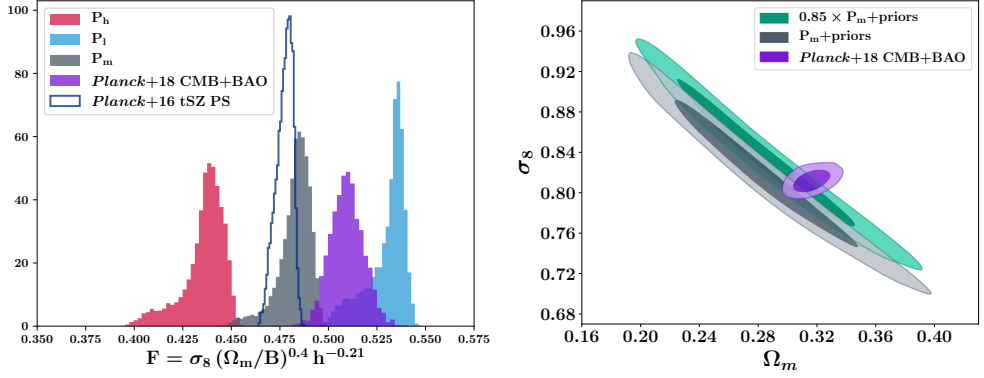 100
80
60
40
20
0
P_h
P_l
P_m
Planck+18 CMB+BAO
Planck+16 tSZ PS
0.350 0.375 0.400 0.425 0.450 0.475 0.500 0.525 0.550 0.575
F = σ_8 (Ω_m/B)^0.4 h^−0.21
0.96
0.92
0.88
0.84
0.80
0.76
0.72
0.68
σ_8
0.85 × P_m+priors
P_m+priors
Planck+18 CMB+BAO
0.16 0.20 0.24 0.28 0.32 0.36 0.40
Ω_m